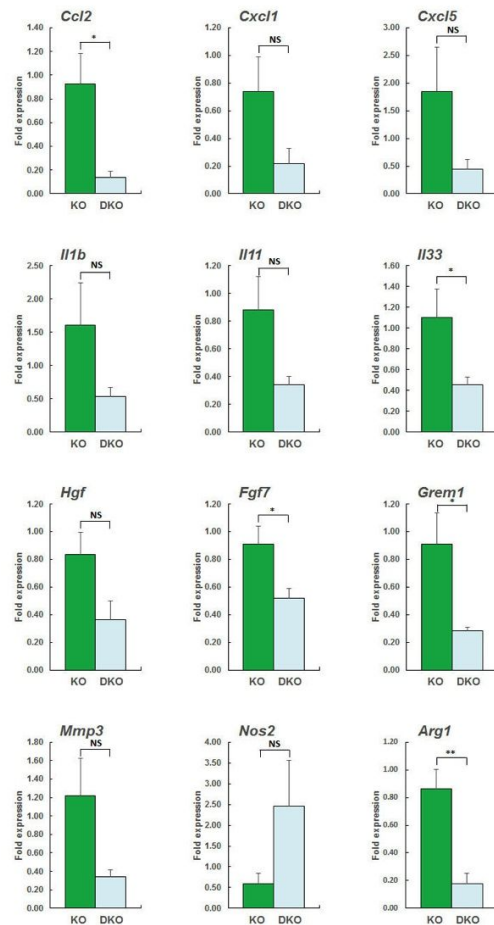 Ccl2
*
Fold expression
1.40
1.20
1.00
0.80
0.60
0.40
0.20
0.00
KO DKO
Cxcl1
NS
Fold expression
1.20
1.00
0.80
0.60
0.40
0.20
0.00
KO DKO
Cxcl5
NS
Fold expression
3.00
2.50
2.00
1.50
1.00
0.50
0.00
KO DKO
Il1b
NS
Fold expression
2.50
2.00
1.50
1.00
0.50
0.00
KO DKO
Il11
NS
Fold expression
1.20
1.00
0.80
0.60
0.40
0.20
0.00
KO DKO
Il33
*
Fold expression
1.60
1.40
1.20
1.00
0.80
0.60
0.40
0.20
0.00
KO DKO
Hgf
NS
Fold expression
1.20
1.00
0.80
0.60
0.40
0.20
0.00
KO DKO
Fgf7
*
Fold expression
1.20
1.00
0.80
0.60
0.40
0.20
0.00
KO DKO
Grem1
*
Fold expression
1.20
1.00
0.80
0.60
0.40
0.20
0.00
KO DKO
Mmp3
NS
Fold expression
1.80
1.60
1.40
1.20
1.00
0.80
0.60
0.40
0.20
0.00
KO DKO
Nos2
NS
Fold expression
4.00
3.50
3.00
2.50
2.00
1.50
1.00
0.50
0.00
KO DKO
Arg1
**
Fold expression
1.20
1.00
0.80
0.60
0.40
0.20
0.00
KO DKO